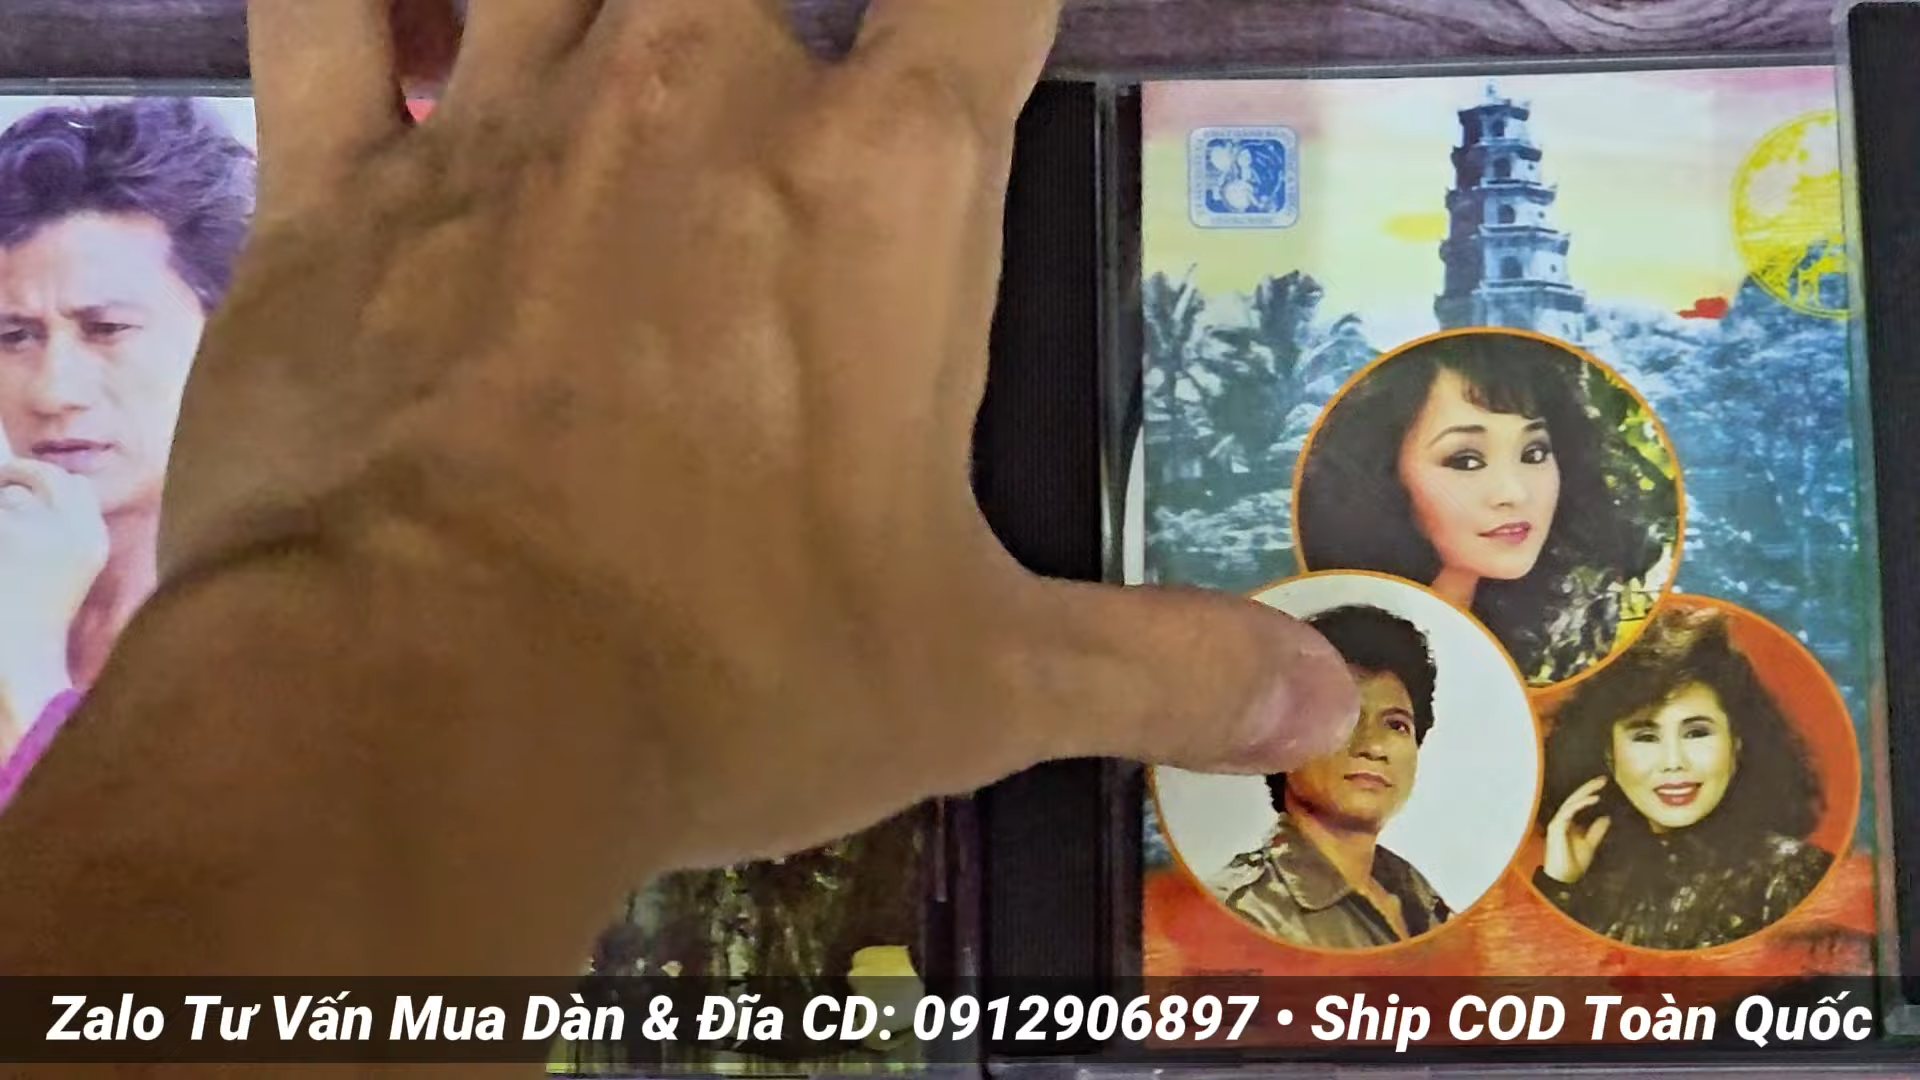 Zalo Tư Vấn Mua Dàn & Đĩa CD: 0912906897 • Ship COD Toàn Quốc